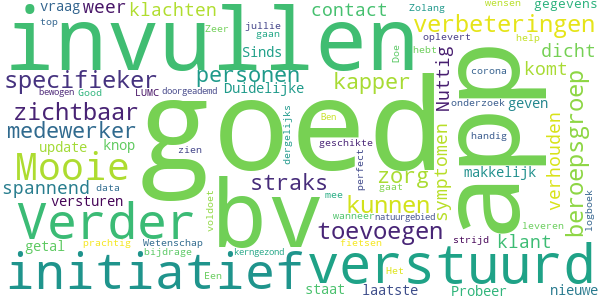 vraag weer klachten contact Zolang wensen gegevens
top Zeer jullie gaan verbeteringen help
invullen Doe hebt oplevert dicht
specifieker Sinds personen kapper Nuttig corona komt
bewogen Good LUMC doorgeademd Duidelijke onderzoek geven
zichtbaar goed app handig beroepsgroep
medewerker dergelijks Ben
update knop zien geschikte symptomen verhouden
Mooie perfect makkelijk
spannend data bv straks zorg mee gaat logboek
versturen voldoet kunnen wanneer natuurgebied
Verder toevoegen leveren
getal prachtig Wetenschap kerngezond fietsen strijd klant
bijdrage Een Het
initiatief verstuurd
staat laatste Probeer nieuwe